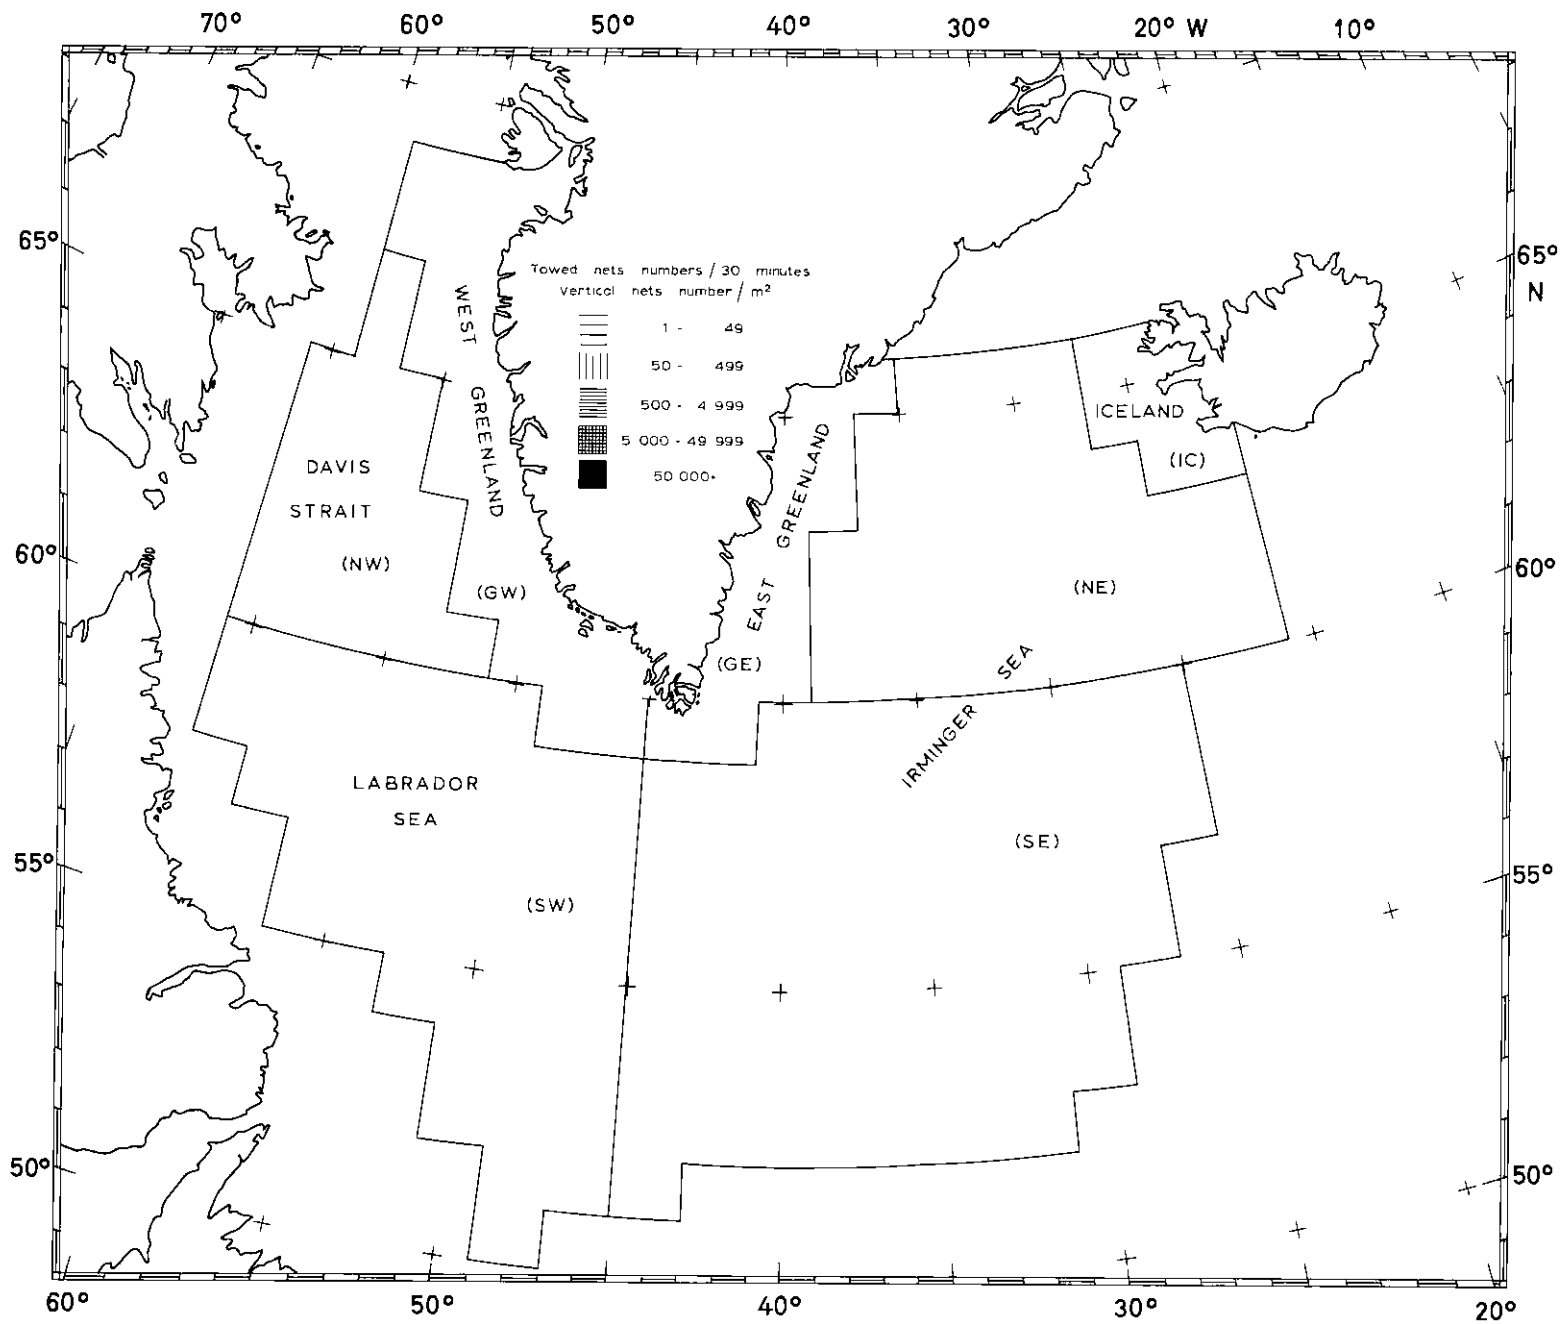 70° 60° 50° 40° 30° 20° W 10°
65°
65°
N
Towed nets numbers / 30 minutes
Vertical nets number / m²
1 - 49
50 - 499
500 - 4 999
5 000 - 49 999
50 000+
WEST GREENLAND
(GW)
DAVIS
STRAIT
(NW)
EAST GREENLAND
(GE)
ICELAND
(IC)
60°
60°
(NE)
IRMINGER SEA
LABRADOR
SEA
(SE)
55°
55°
(SW)
50°
50°
60° 50° 40° 30° 20°